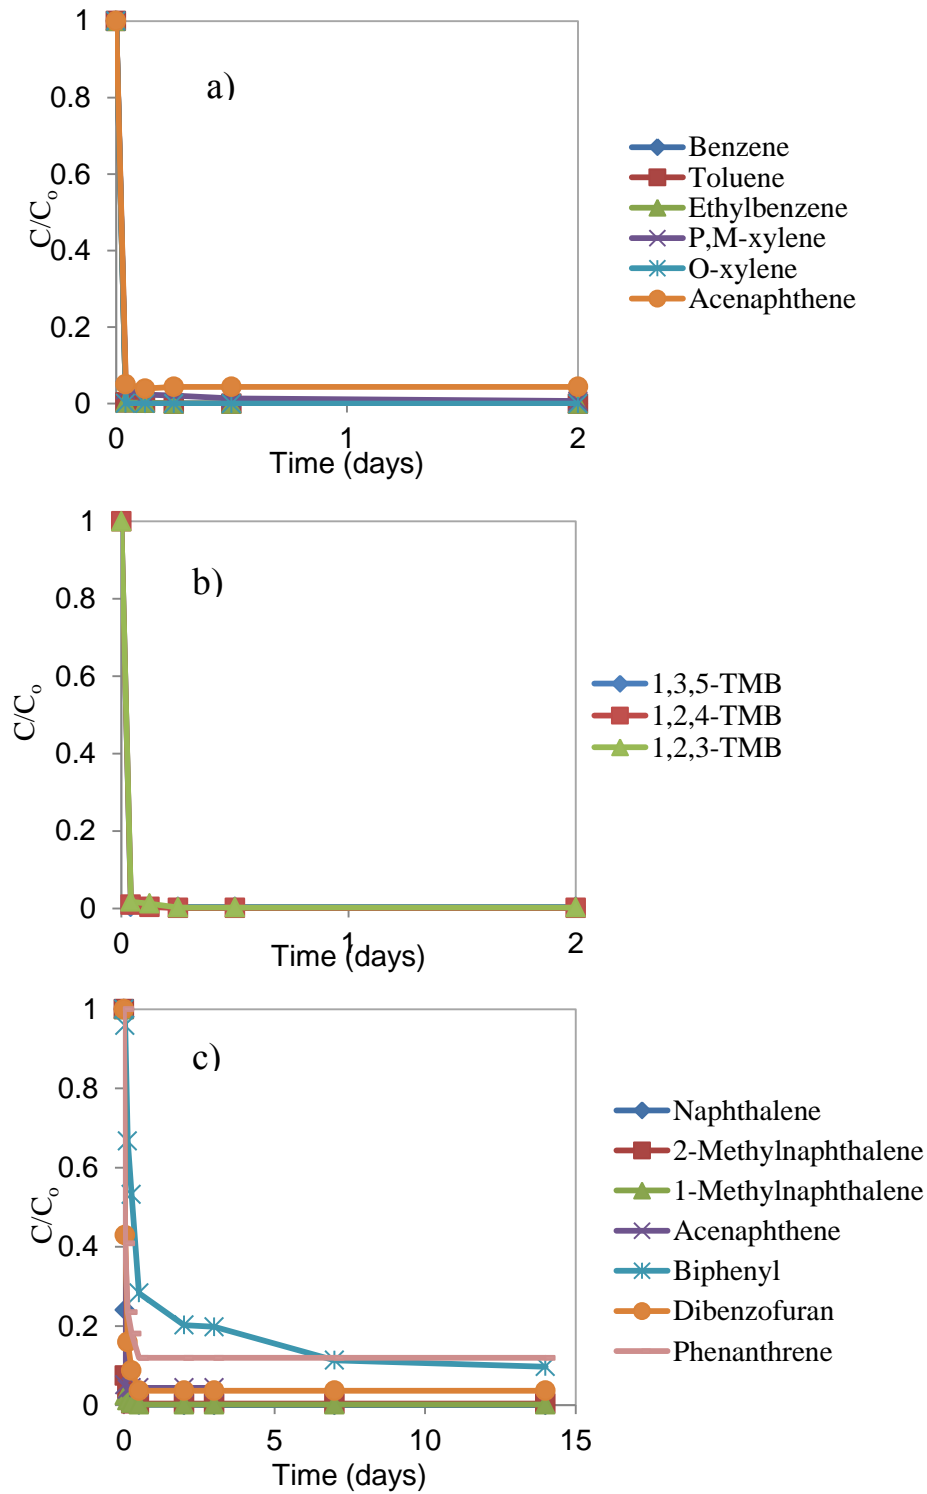 1
0.8
0.6
0.4
0.2
0
C/Co
a)
0
1
2
Time (days)
Benzene
Toluene
Ethylbenzene
P,M-xylene
O-xylene
Acenaphthene
1
0.8
0.6
0.4
0.2
0
C/Co
b)
0
1
2
Time (days)
1,3,5-TMB
1,2,4-TMB
1,2,3-TMB
1
0.8
0.6
0.4
0.2
0
C/Co
c)
0
5
10
15
Time (days)
Naphthalene
2-Methylnaphthalene
1-Methylnaphthalene
Acenaphthene
Biphenyl
Dibenzofuran
Phenanthrene